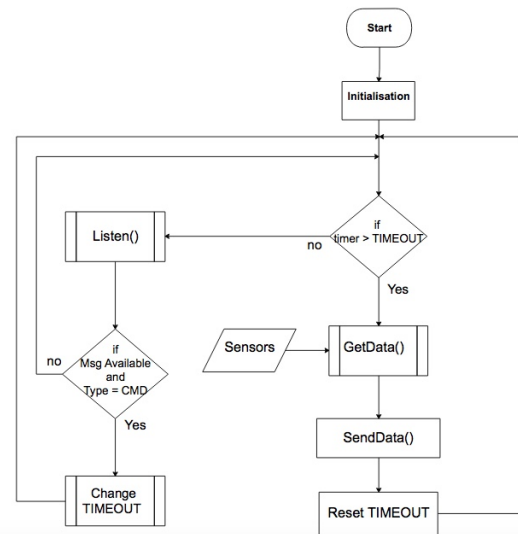 Start
Initialisation
if
timer > TIMEOUT
no
Yes
Listen()
if
Msg Available
and
Type = CMD
no
Yes
Change
TIMEOUT
Sensors
GetData()
SendData()
Reset TIMEOUT